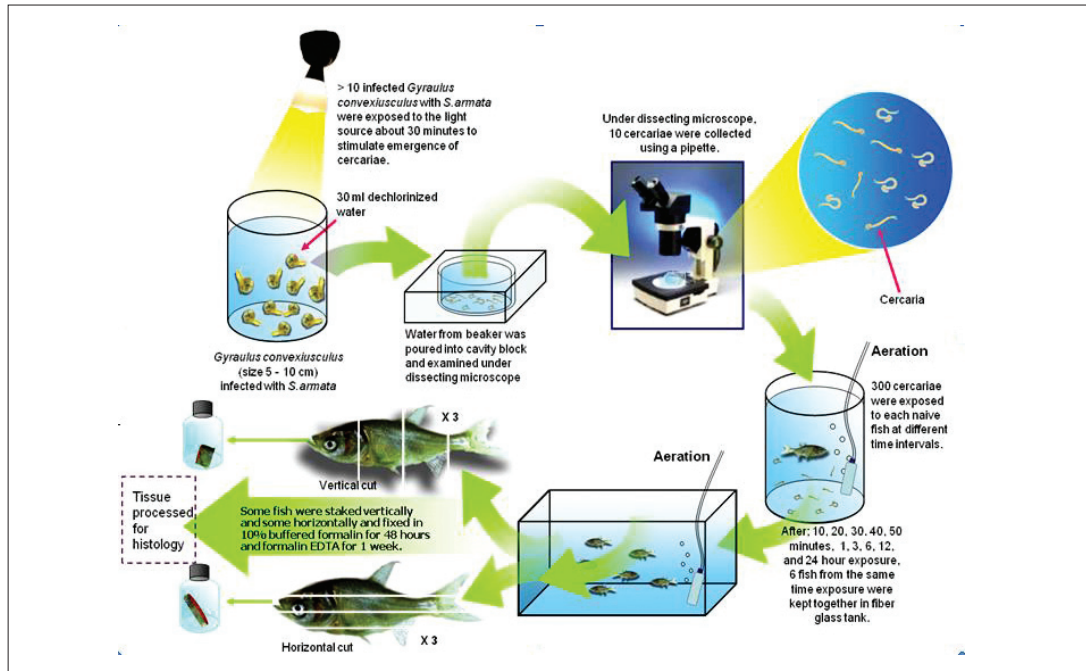 > 10 infected Gyraulus
convexiusculus with S.armata
were exposed to the light
source about 30 minutes to
stimulate emergence of
cercariae.
30 ml dechlorinized
water
Gyraulus convexiusculus
(size 5 - 10 cm)
infected with S.armata
Water from beaker was
poured into cavity block
and examined under
dissecting microscope
Under dissecting microscope,
10 cercariae were collected
using a pipette.
Cercaria
Aeration
300 cercariae were
exposed
to each naive
fish at different
time intervals.
After; 10, 20, 30. 40, 50
minutes, 1, 3, 6, 12,
and 24 hour exposure,
6 fish from the same
time exposure were
kept together in fiber
glass tank.
Aeration
X 3
Vertical cut
Some fish were staked vertically
and some horizontally and fixed in
10% buffered formalin for 48 hours
and formalin EDTA for 1 week.
Tissue
processed
for
histology
X 3
Horizontal cut